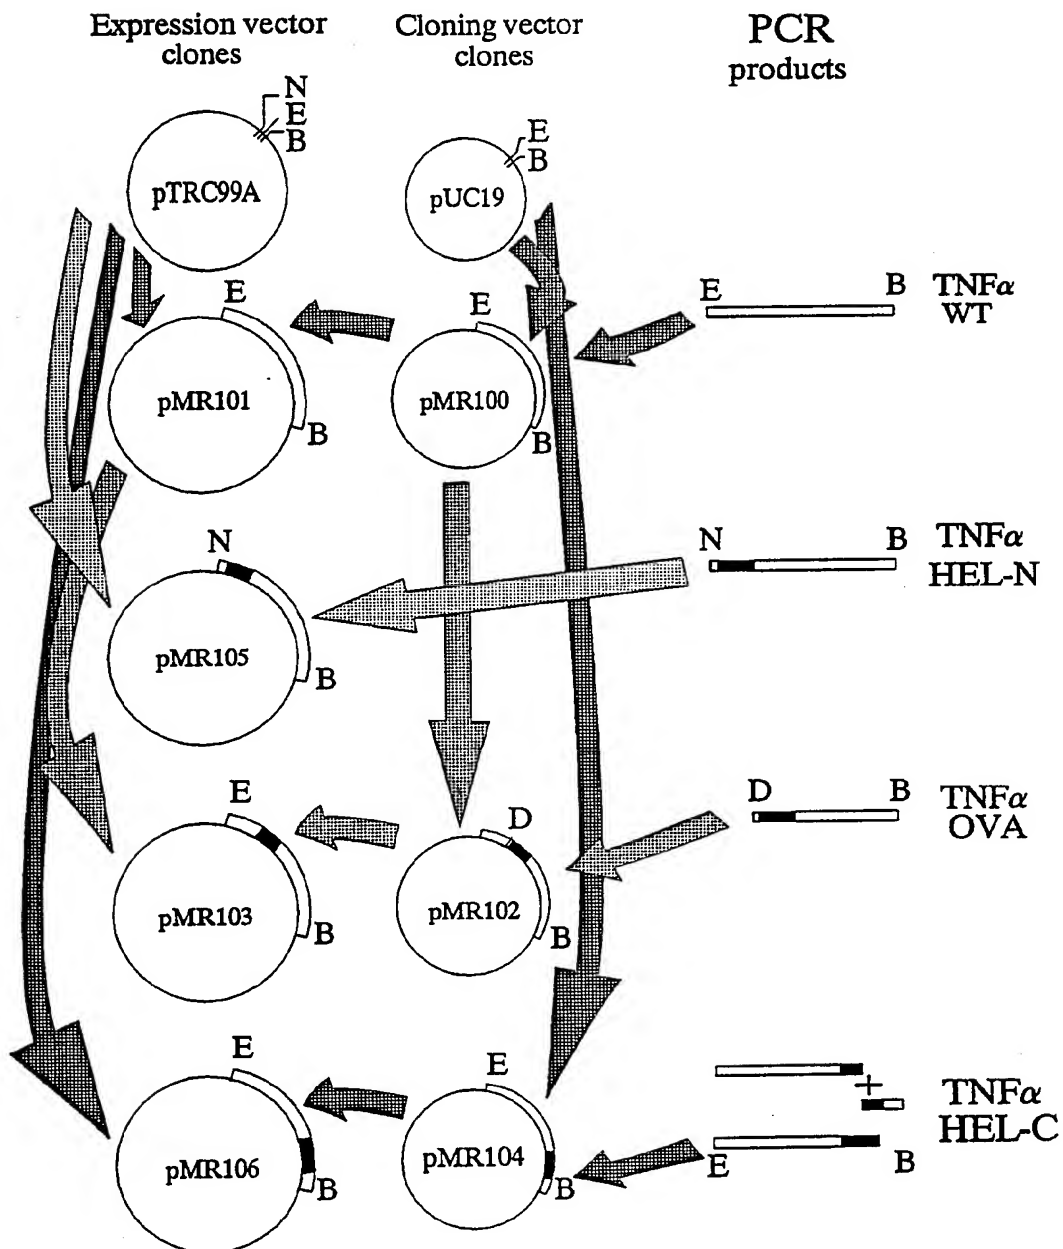 Expression vector
clones
Cloning vector
clones
PCR
products
N
E
B
pTRC99A
E
B
pUC19
E
pMR101
B
E
pMR100
B
E B
TNFα
WT
N
pMR105
B
N B
TNFα
HEL-N
E
pMR103
B
D
pMR102
B
D B
TNFα
OVA
E
pMR106
B
E
pMR104
B
+
E B
TNFα
HEL-C